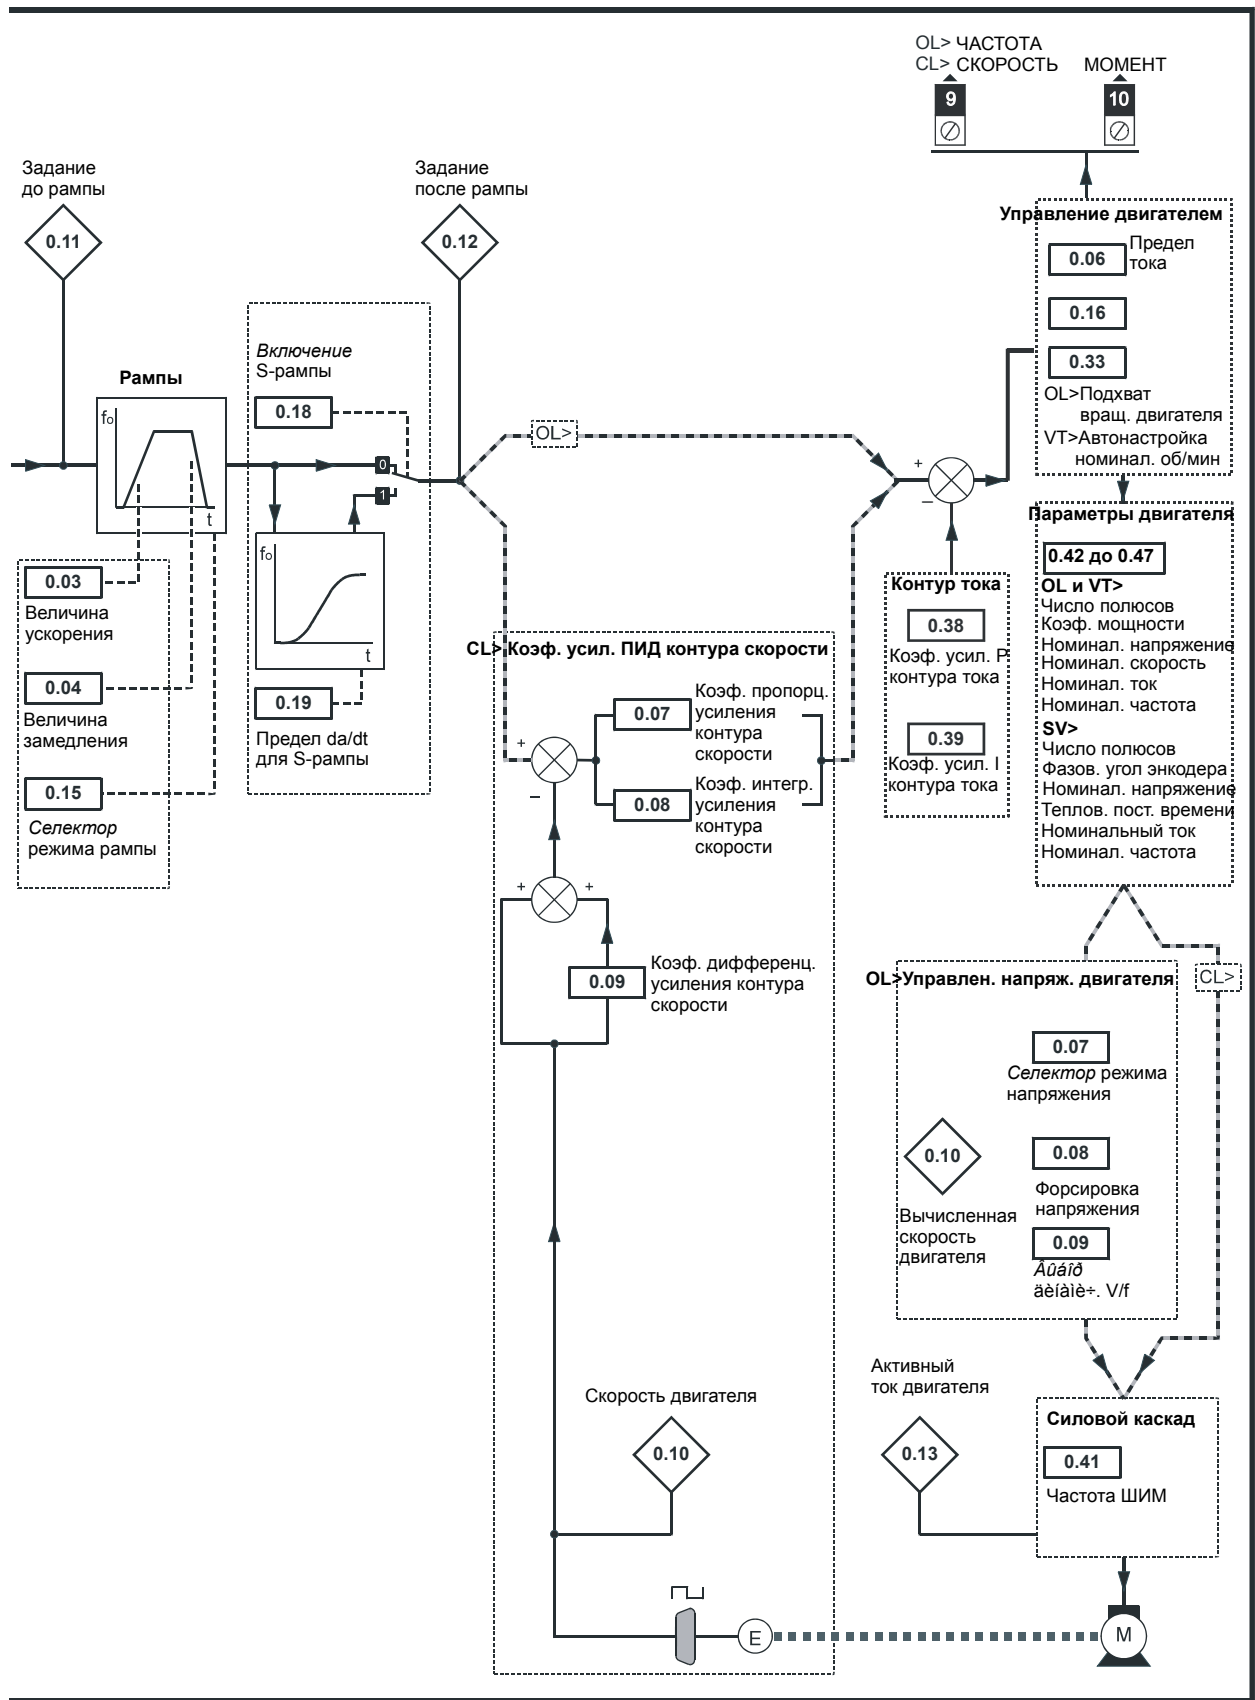 OL> ЧАСТОТА
CL> СКОРОСТЬ
МОМЕНТ
9
10
Задание
до рампы
0.11
Задание
после рампы
0.12
Управление двигателем
0.06
Предел
тока
0.16
0.33
OL>Подхват
вращ. двигателя
VT>Автонастройка
номинал. об/мин
Рампы
fo
t
Включение
S-рампы
0.18
0
1
fo
t
0.19
Предел da/dt
для S-рампы
0.03
Величина
ускорения
0.04
Величина
замедления
0.15
Селектор
режима рампы
OL>
+
−
Параметры двигателя
0.42 до 0.47
OL и VT>
Число полюсов
Коэф. мощности
Номинал. напряжение
Номинал. скорость
Номинал. ток
Номинал. частота
SV>
Число полюсов
Фазов. угол энкодера
Номинал. напряжение
Теплов. пост. времени
Номинальный ток
Номинал. частота
Контур тока
0.38
Коэф. усил. P
контура тока
0.39
Коэф. усил. I
контура тока
CL> Коэф. усил. ПИД контура скорости
0.07
Коэф. пропорц.
усиления
контура
скорости
+
−
0.08
Коэф. интегр.
усиления
контура
скорости
+
+
0.09
Коэф. дифференц.
усиления контура
скорости
OL>Управлен. напряж. двигателя
CL>
0.07
Селектор режима
напряжения
0.10
Вычисленная
скорость
двигателя
0.08
Форсировка
напряжения
0.09
Âûáîð
äèíàìè÷. V/f
Скорость двигателя
0.10
Активный
ток двигателя
0.13
Силовой каскад
0.41
Частота ШИМ
E
M